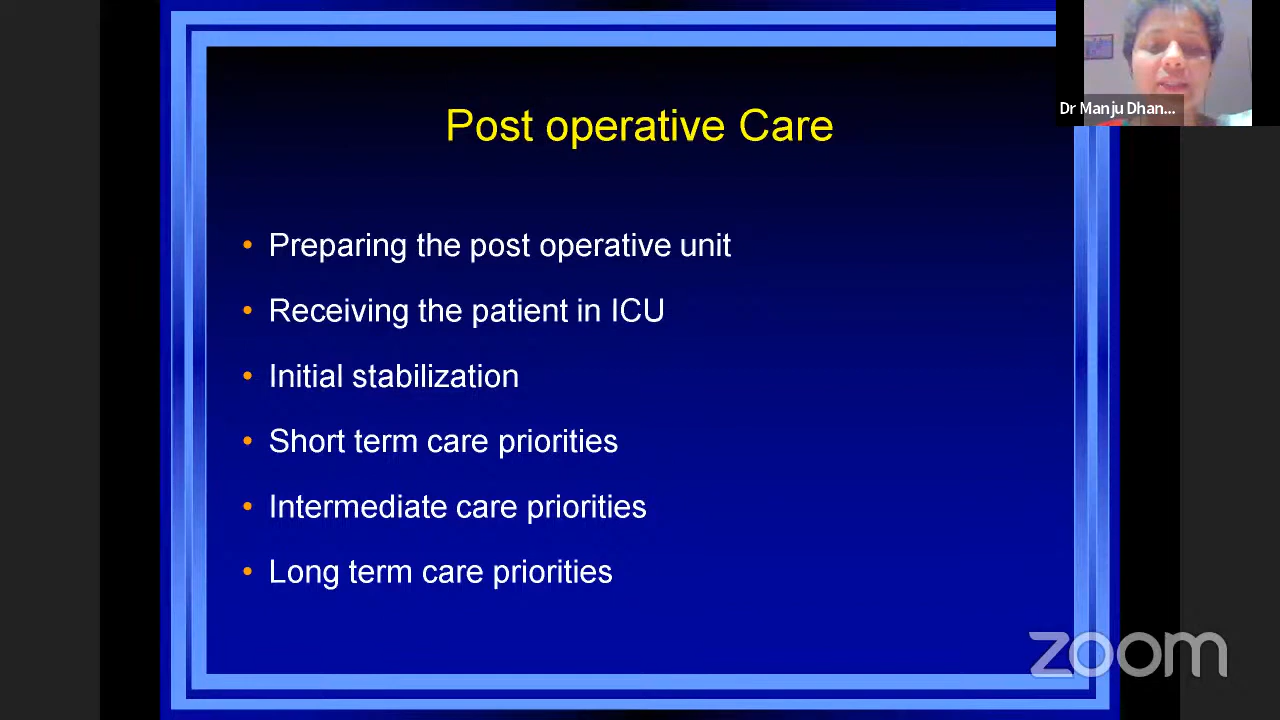 Dr Manju Dhan...
Post operative Care
• Preparing the post operative unit
• Receiving the patient in ICU
• Initial stabilization
• Short term care priorities
• Intermediate care priorities
• Long term care priorities
zoom